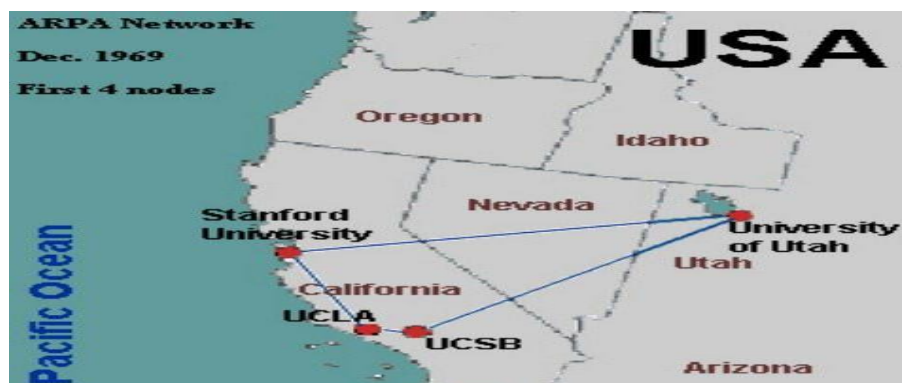 ARPA Network
Dec. 1969
First 4 nodes
USA
Oregon
Idaho
Nevada
Stanford
University
University
of Utah
Utah
California
UCLA
UCSB
Arizona
Pacific Ocean